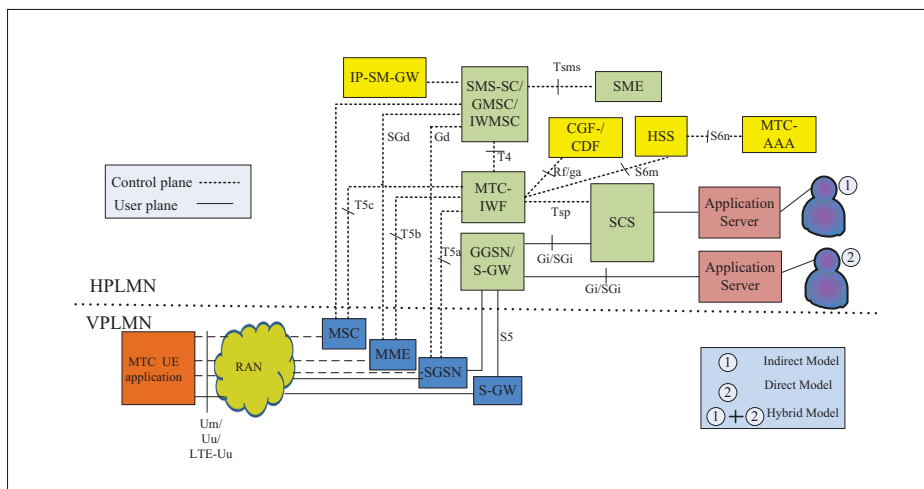 Tsms
IP-SM-GW
SMS-SC/
GMSC/
IWMSC
SME
SGd
Gd
CGF-/
CDF
HSS
S6n
MTC-
AAA
T4
Rf/ga
S6m
Control plane
User plane
T5c
MTC-
IWF
Tsp
SCS
Application
Server
1
T5b
T5a
GGSN/
S-GW
Gi/SGi
Gi/SGi
Application
Server
2
HPLMN
VPLMN
MSC
S5
MTC UE
application
RAN
MME
SGSN
S-GW
Um/
Uu/
LTE-Uu
1 Indirect Model
2 Direct Model
1 + 2 Hybrid Model